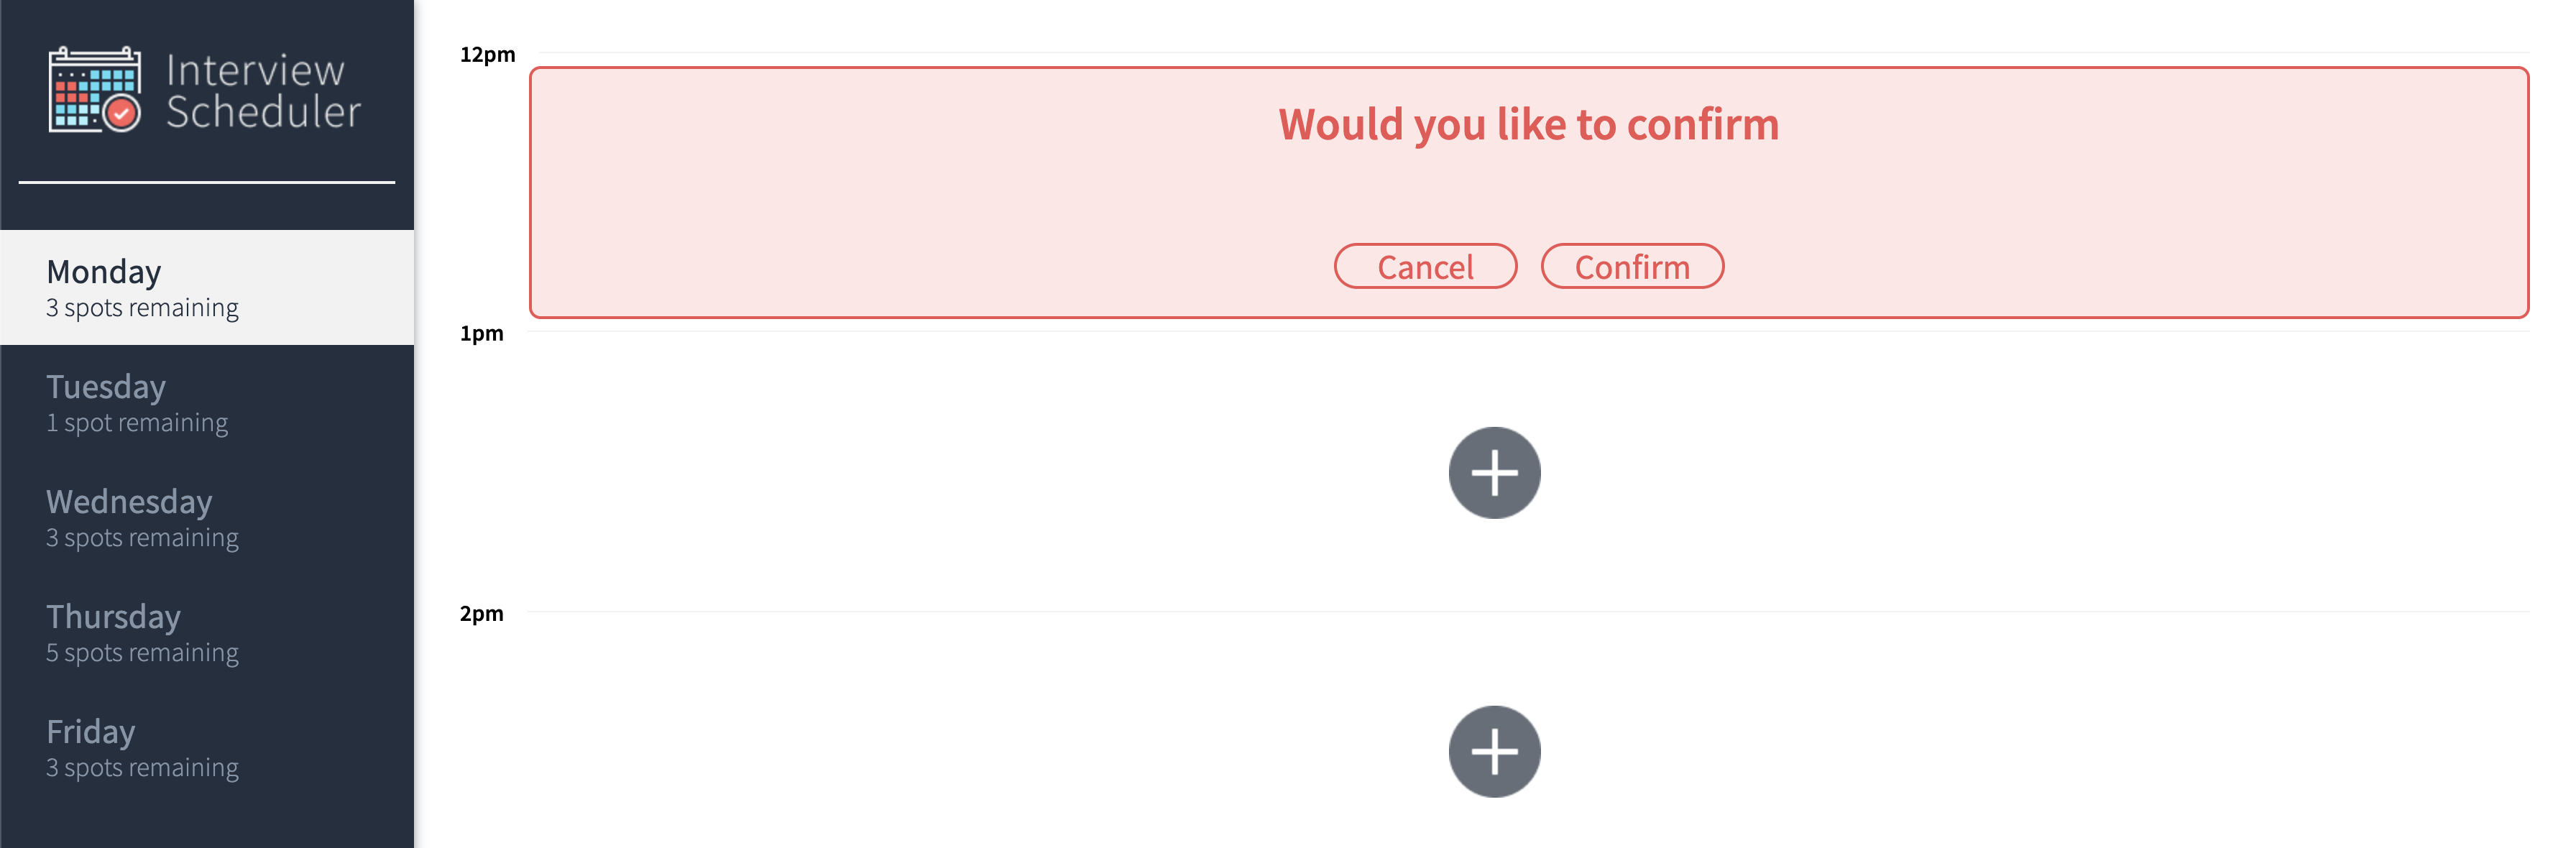 Interview
Scheduler
Monday
3 spots remaining
Tuesday
1 spot remaining
Wednesday
3 spots remaining
Thursday
5 spots remaining
Friday
3 spots remaining
12pm
Would you like to confirm
Cancel Confirm
1pm
2pm